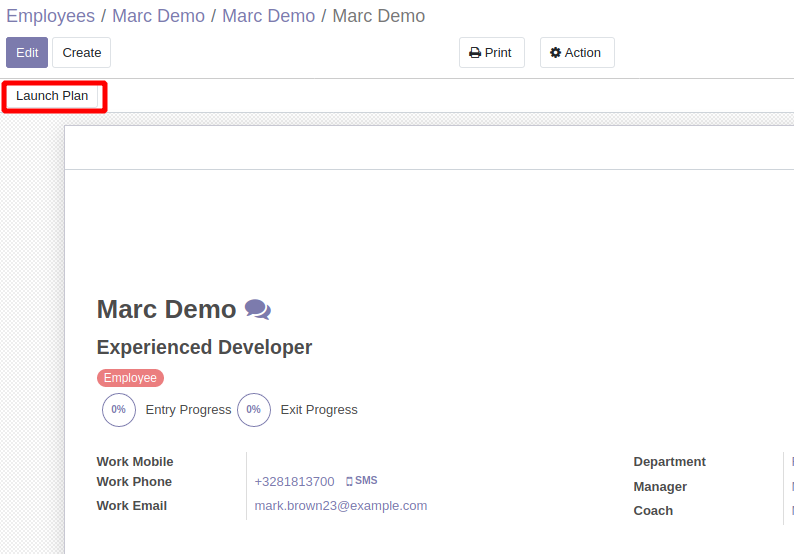 Employees / Marc Demo / Marc Demo / Marc Demo
Edit Create Print Action
Launch Plan
Marc Demo
Experienced Developer
Employee
0% Entry Progress 0% Exit Progress
Work Mobile Department
Work Phone +3281813700 SMS Manager
Work Email mark.brown23@example.com Coach